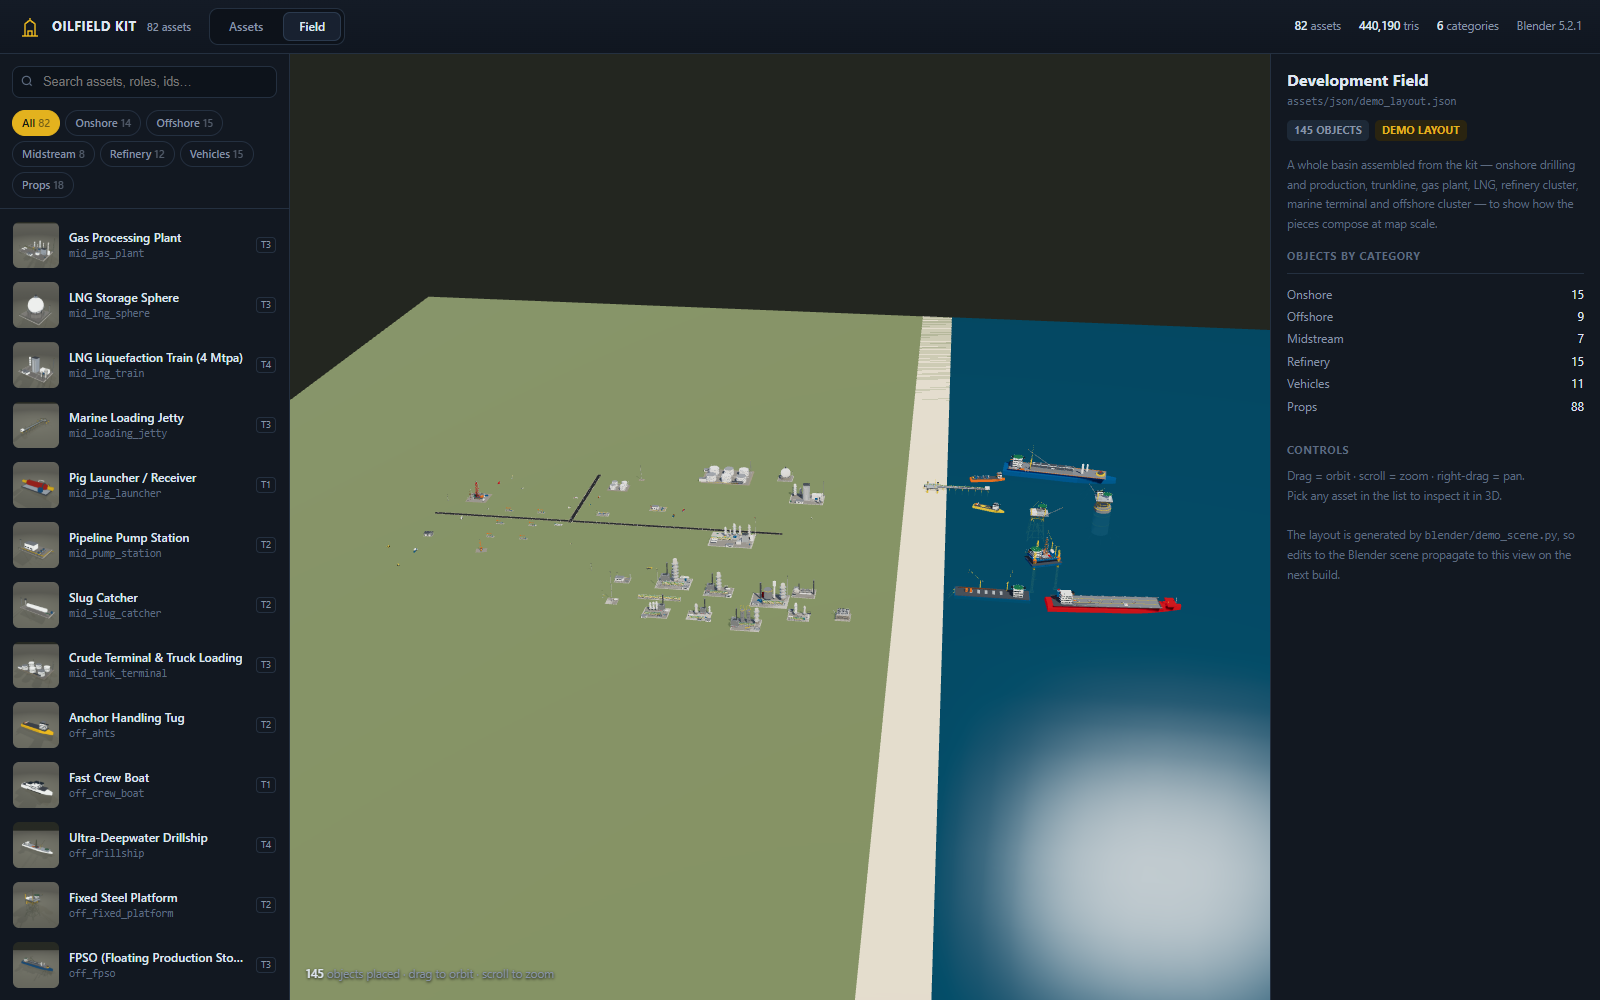 OILFIELD KIT 82 assets Assets Field 82 assets 440,190 tris 6 categories Blender 5.2.1
Search assets, roles, ids…
All 82 Onshore 14 Offshore 15
Midstream 8 Refinery 12 Vehicles 15
Props 18
Gas Processing Plant
mid_gas_plant
T3
LNG Storage Sphere
mid_lng_sphere
T3
LNG Liquefaction Train (4 Mtpa)
mid_lng_train
T4
Marine Loading Jetty
mid_loading_jetty
T3
Pig Launcher / Receiver
mid_pig_launcher
T1
Pipeline Pump Station
mid_pump_station
T2
Slug Catcher
mid_slug_catcher
T2
Crude Terminal & Truck Loading
mid_tank_terminal
T3
Anchor Handling Tug
off_ahts
T2
Fast Crew Boat
off_crew_boat
T1
Ultra-Deepwater Drillship
off_drillship
T4
Fixed Steel Platform
off_fixed_platform
T2
FPSO (Floating Production Sto…
off_fpso
T3
145 objects placed · drag to orbit · scroll to zoom
Development Field
assets/json/demo_layout.json
145 OBJECTS DEMO LAYOUT
A whole basin assembled from the kit — onshore drilling
and production, trunkline, gas plant, LNG, refinery cluster,
marine terminal and offshore cluster — to show how the
pieces compose at map scale.
OBJECTS BY CATEGORY
Onshore 15
Offshore 9
Midstream 7
Refinery 15
Vehicles 11
Props 88
CONTROLS
Drag = orbit · scroll = zoom · right-drag = pan.
Pick any asset in the list to inspect it in 3D.
The layout is generated by blender/demo_scene.py, so
edits to the Blender scene propagate to this view on the
next build.